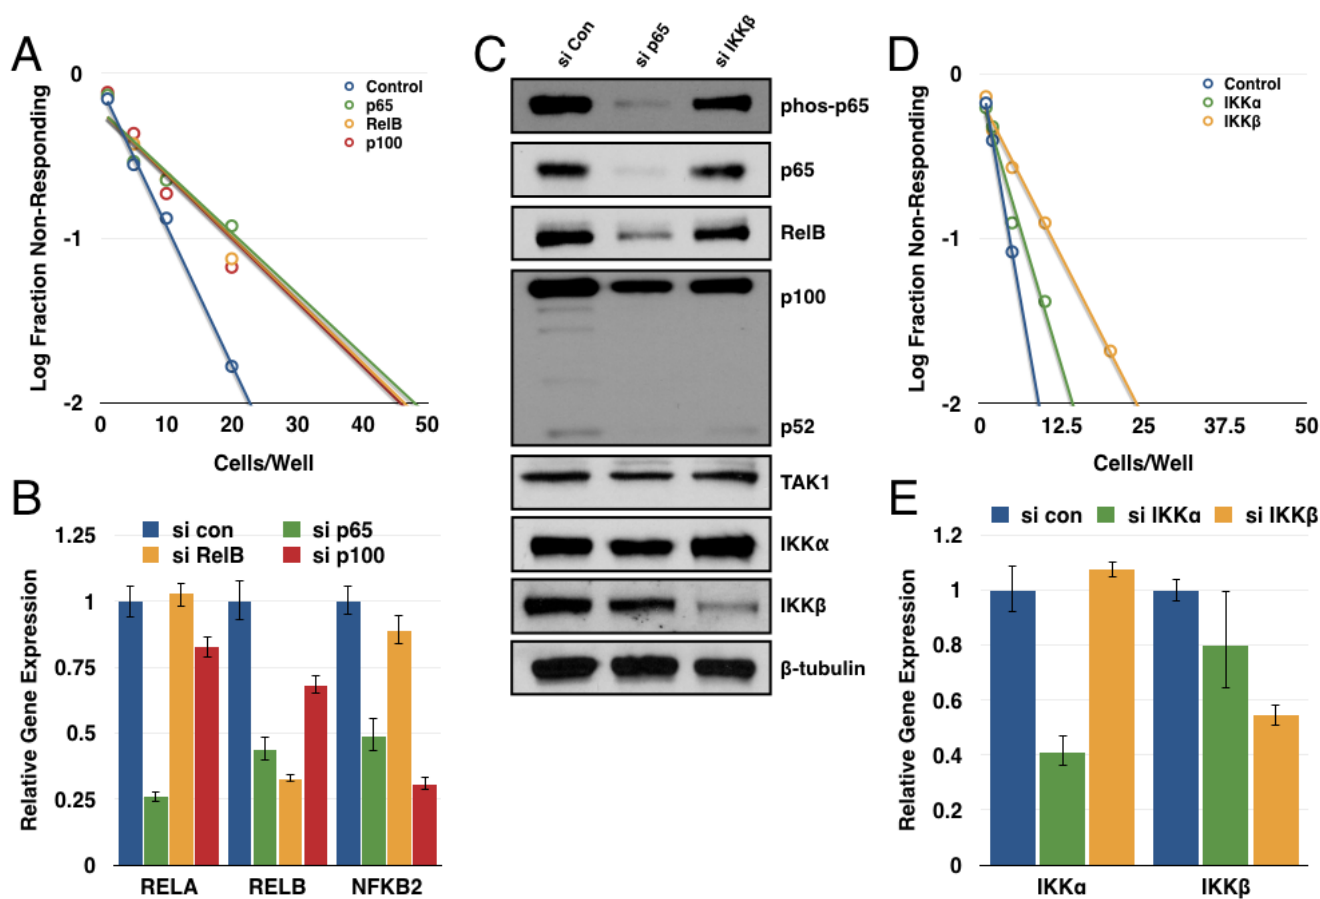 A
0
-1
-2
0
10
20
30
40
50
Log Fraction Non-Responding
Cells/Well
Control
p65
RelB
p100
B
si con
si p65
si RelB
si p100
1.25
1
0.75
0.5
0.25
0
Relative Gene Expression
RELA
RELB
NFKB2
C
si Con
si p65
si IKKβ
phos-p65
p65
RelB
p100
p52
TAK1
IKKα
IKKβ
β-tubulin
D
0
-1
-2
0
12.5
25
37.5
50
Log Fraction Non-Responding
Cells/Well
Control
IKKα
IKKβ
E
si con
si IKKα
si IKKβ
1.2
1
0.8
0.6
0.4
0.2
0
Relative Gene Expression
IKKα
IKKβ